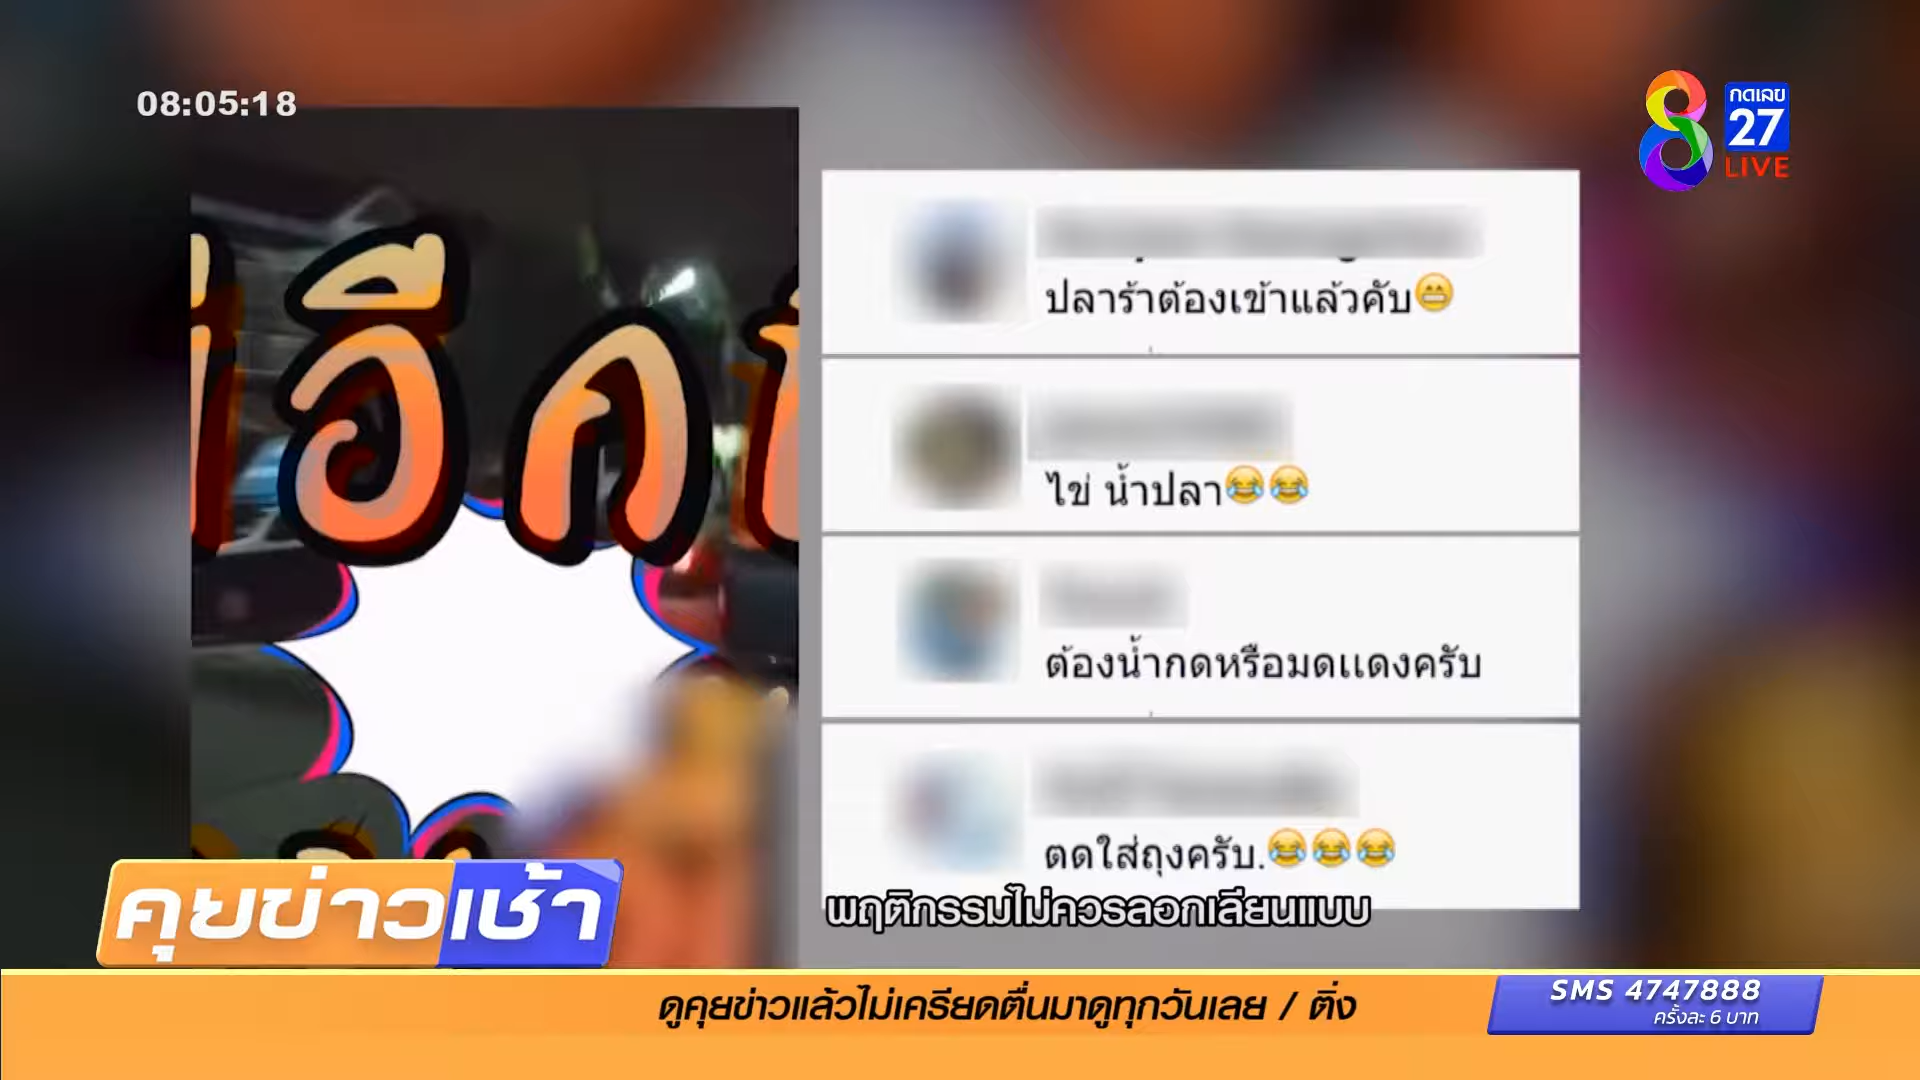 08:05:18
กดเลข
27
LIVE
อีก
ปลาร้าต้องเข้าแล้วคับ😁
ไข่ น้ำปลา😂😂
ต้องน้ำกดหรือมดแดงครับ
ตดใส่ถุงครับ.😂😂😂
พฤติกรรมไม่ควรลอกเลียนแบบ
คุยข่าวเช้า
ดูคุยข่าวแล้วไม่เครียดตื่นมาดูทุกวันเลย / ติ่ง
SMS 4747888
ครั้งละ 6 บาท